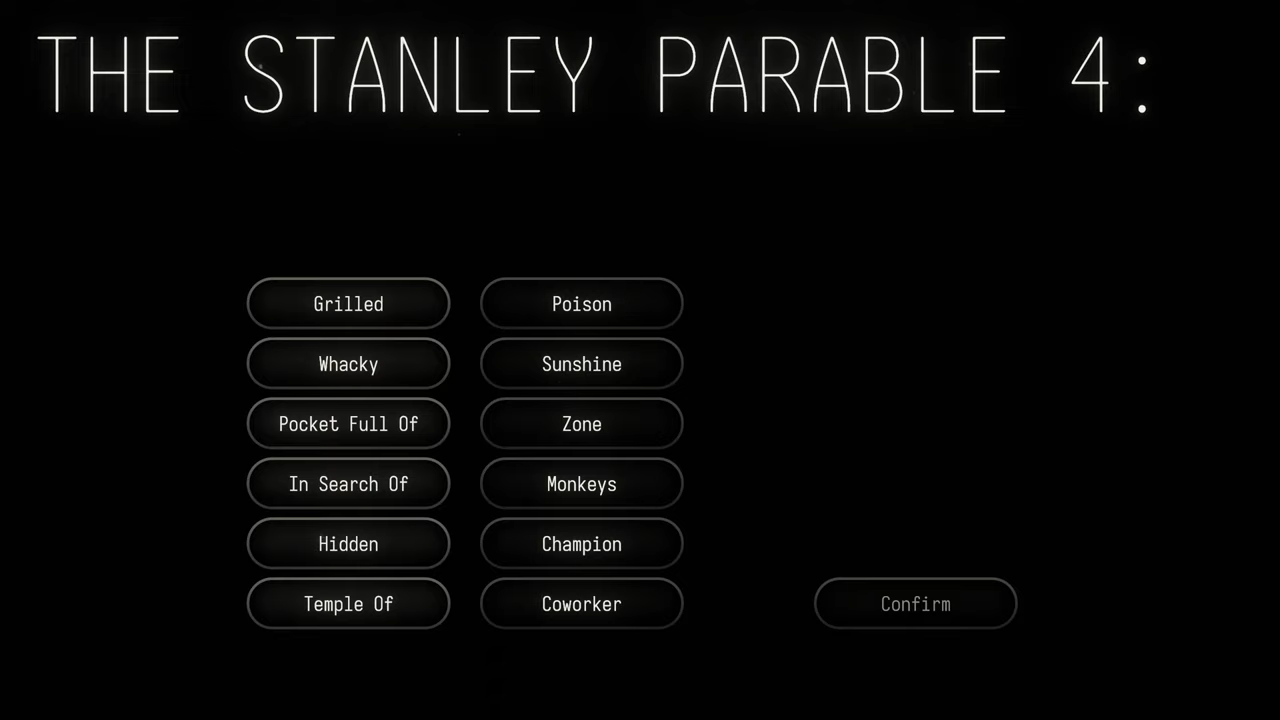 THE STANLEY PARABLE 4:
Grilled
Poison
Whacky
Sunshine
Pocket Full Of
Zone
In Search Of
Monkeys
Hidden
Champion
Temple Of
Coworker
Confirm